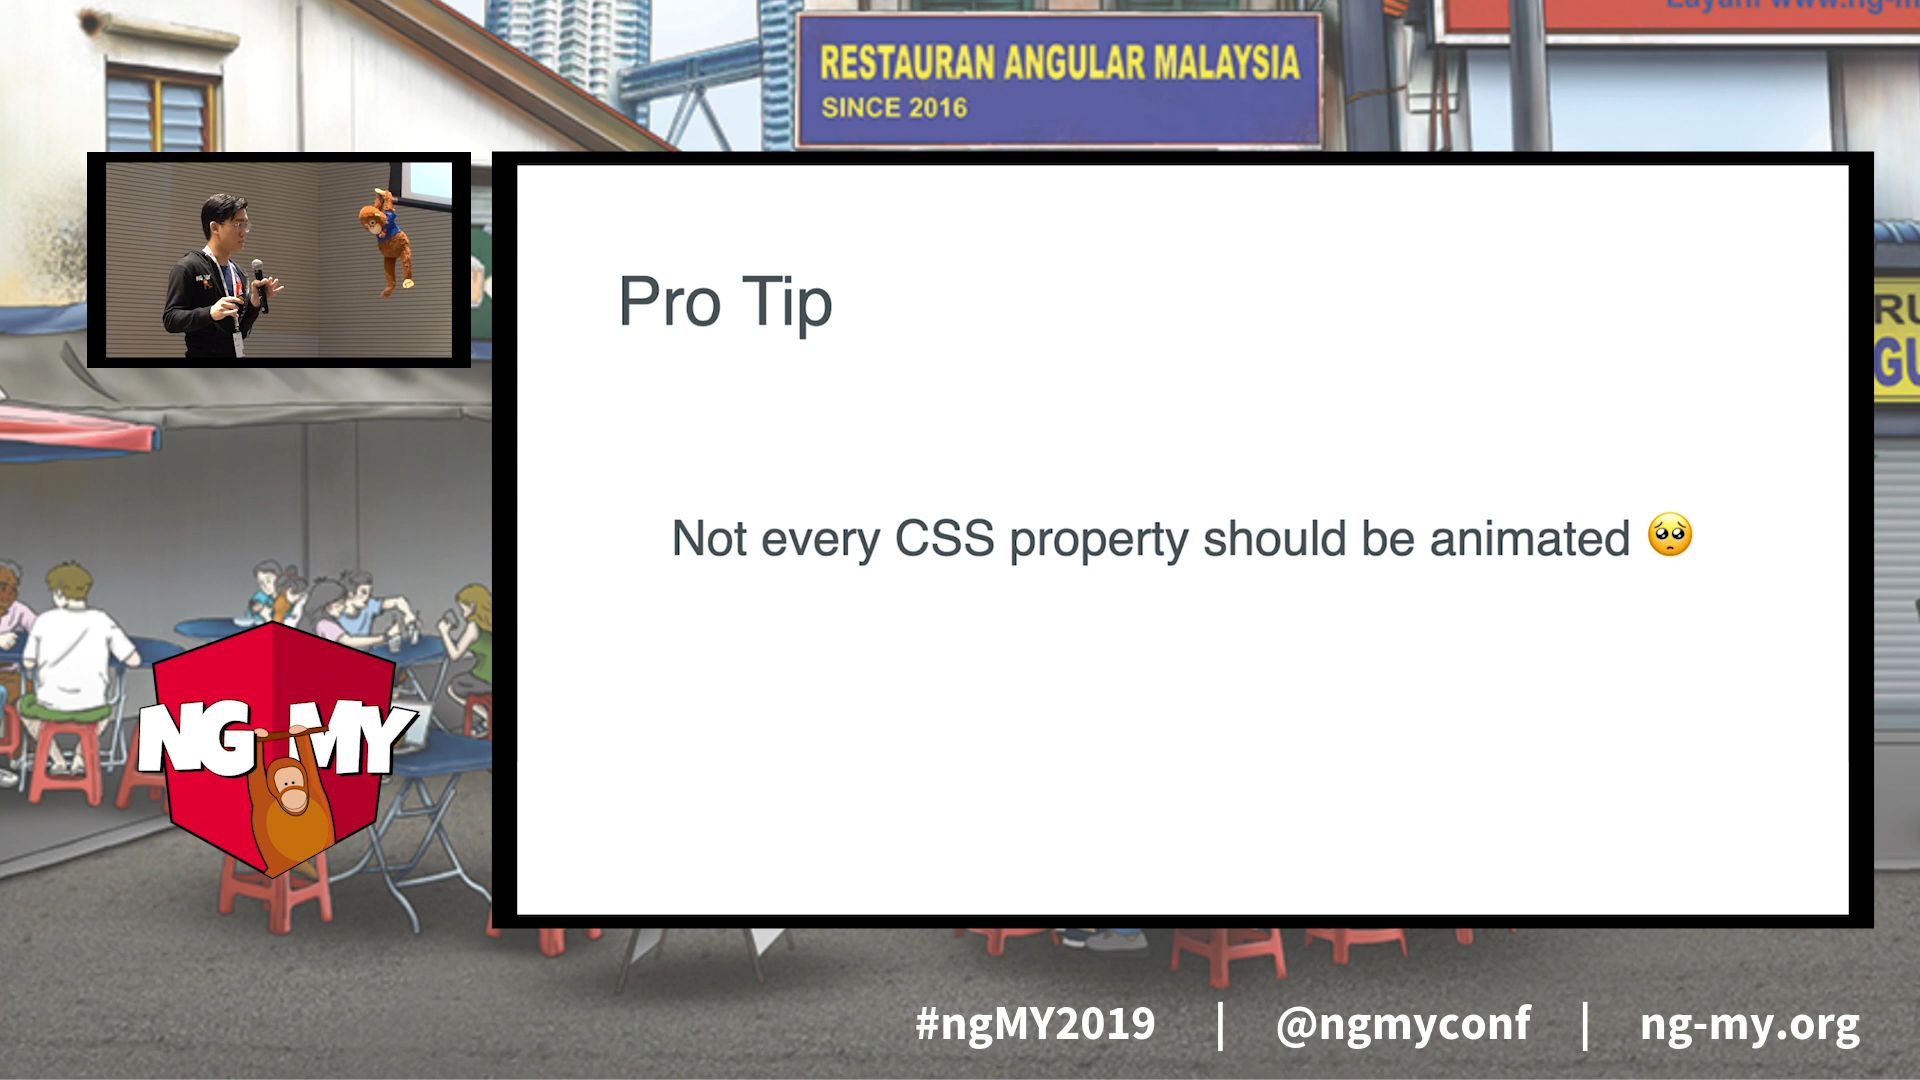 RESTAURAN ANGULAR MALAYSIA
SINCE 2016
Pro Tip
Not every CSS property should be animated 🥺
NG MY
#ngMY2019 | @ngmyconf | ng-my.org